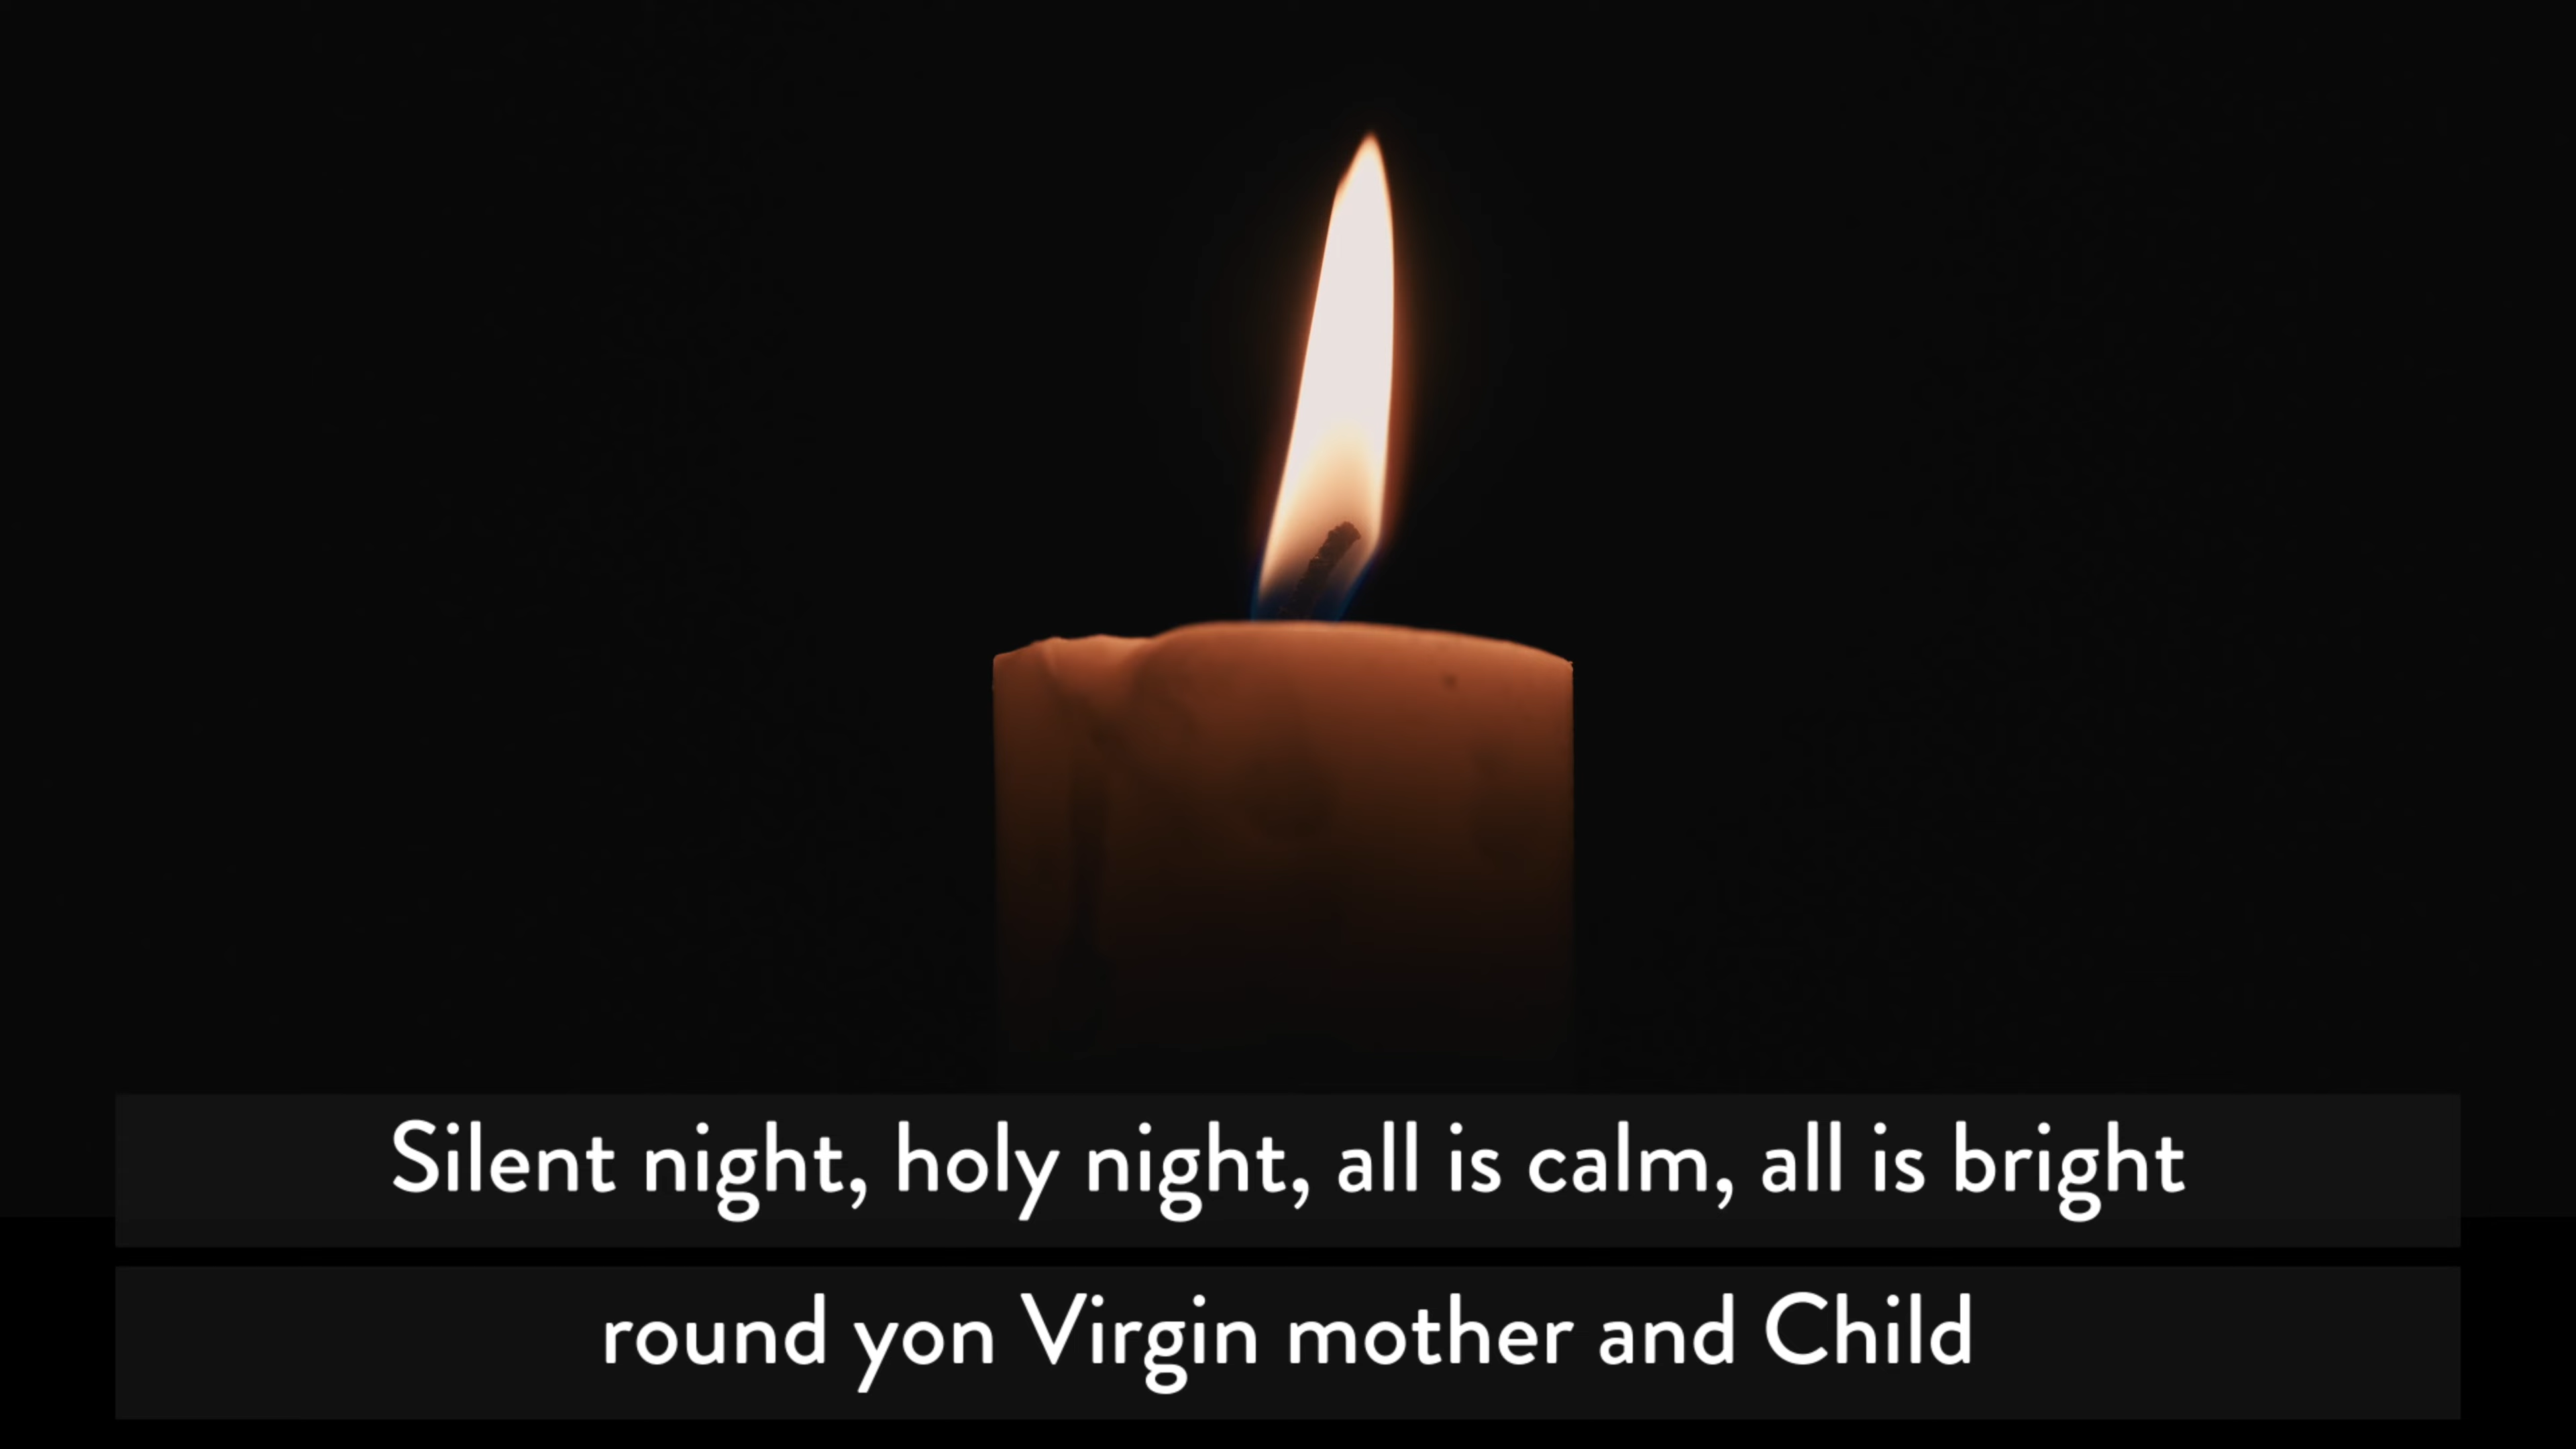 Silent night, holy night, all is calm, all is bright
round yon Virgin mother and Child